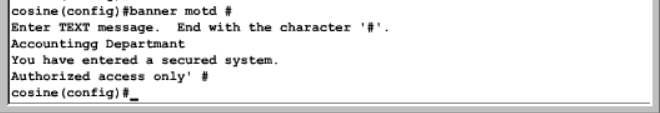 cosine(config)#banner motd #
Enter TEXT message.  End with the character '#'.
Accountingg Departmant
You have entered a secured system.
Authorized access only' #
cosine(config)#_